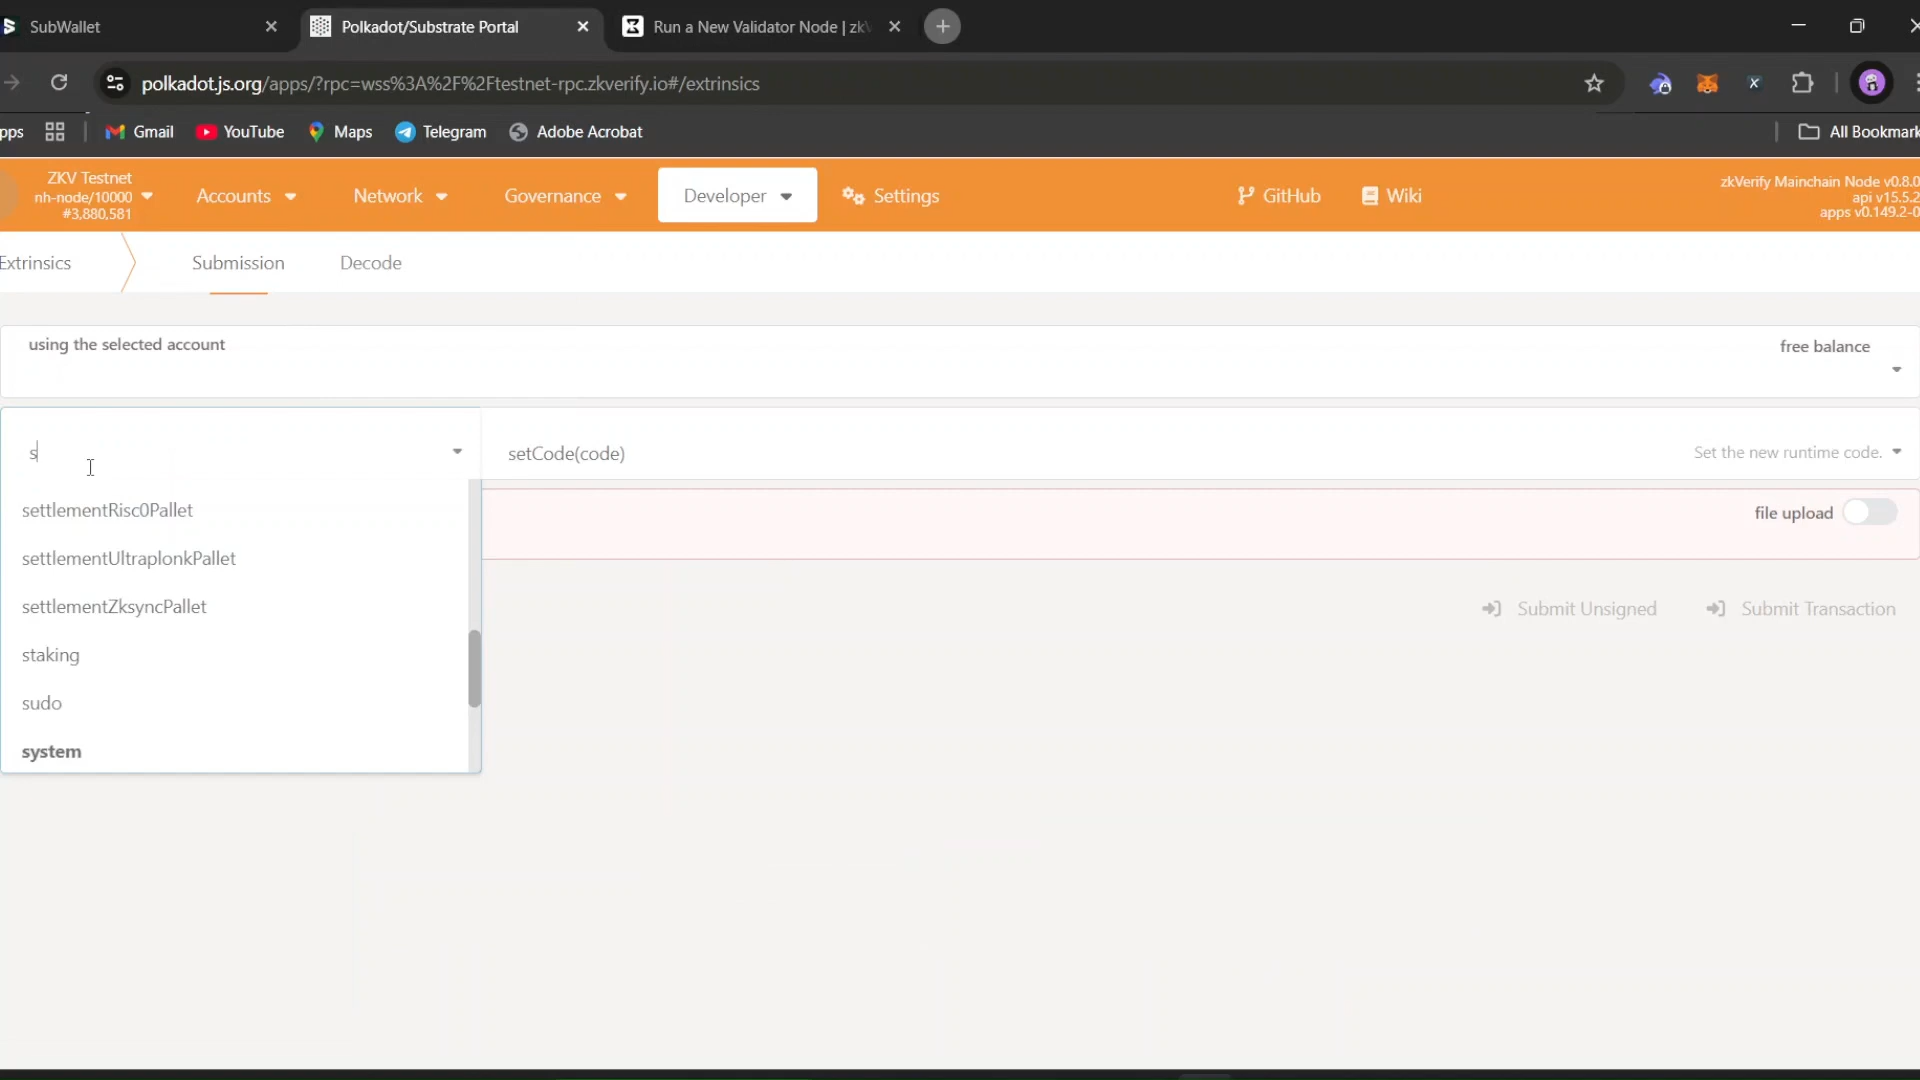 SubWallet
Polkadot/Substrate Portal
Run a New Validator Node | zkV
polkadot.js.org/apps/?rpc=wss%3A%2F%2Ftestnet-rpc.zkverify.io#/extrinsics
pps
Gmail
YouTube
Maps
Telegram
Adobe Acrobat
All Bookmark
ZKV Testnet
nh-node/10000
#3,880,581
Accounts
Network
Governance
Developer
Settings
GitHub
Wiki
zkVerify Mainchain Node v0.8.0
api v15.5.2
apps v0.149.2-0
Extrinsics
Submission
Decode
using the selected account
free balance
s
setCode(code)
Set the new runtime code.
settlementRisc0Pallet
settlementUltraplonkPallet
settlementZksyncPallet
staking
sudo
system
file upload
Submit Unsigned
Submit Transaction